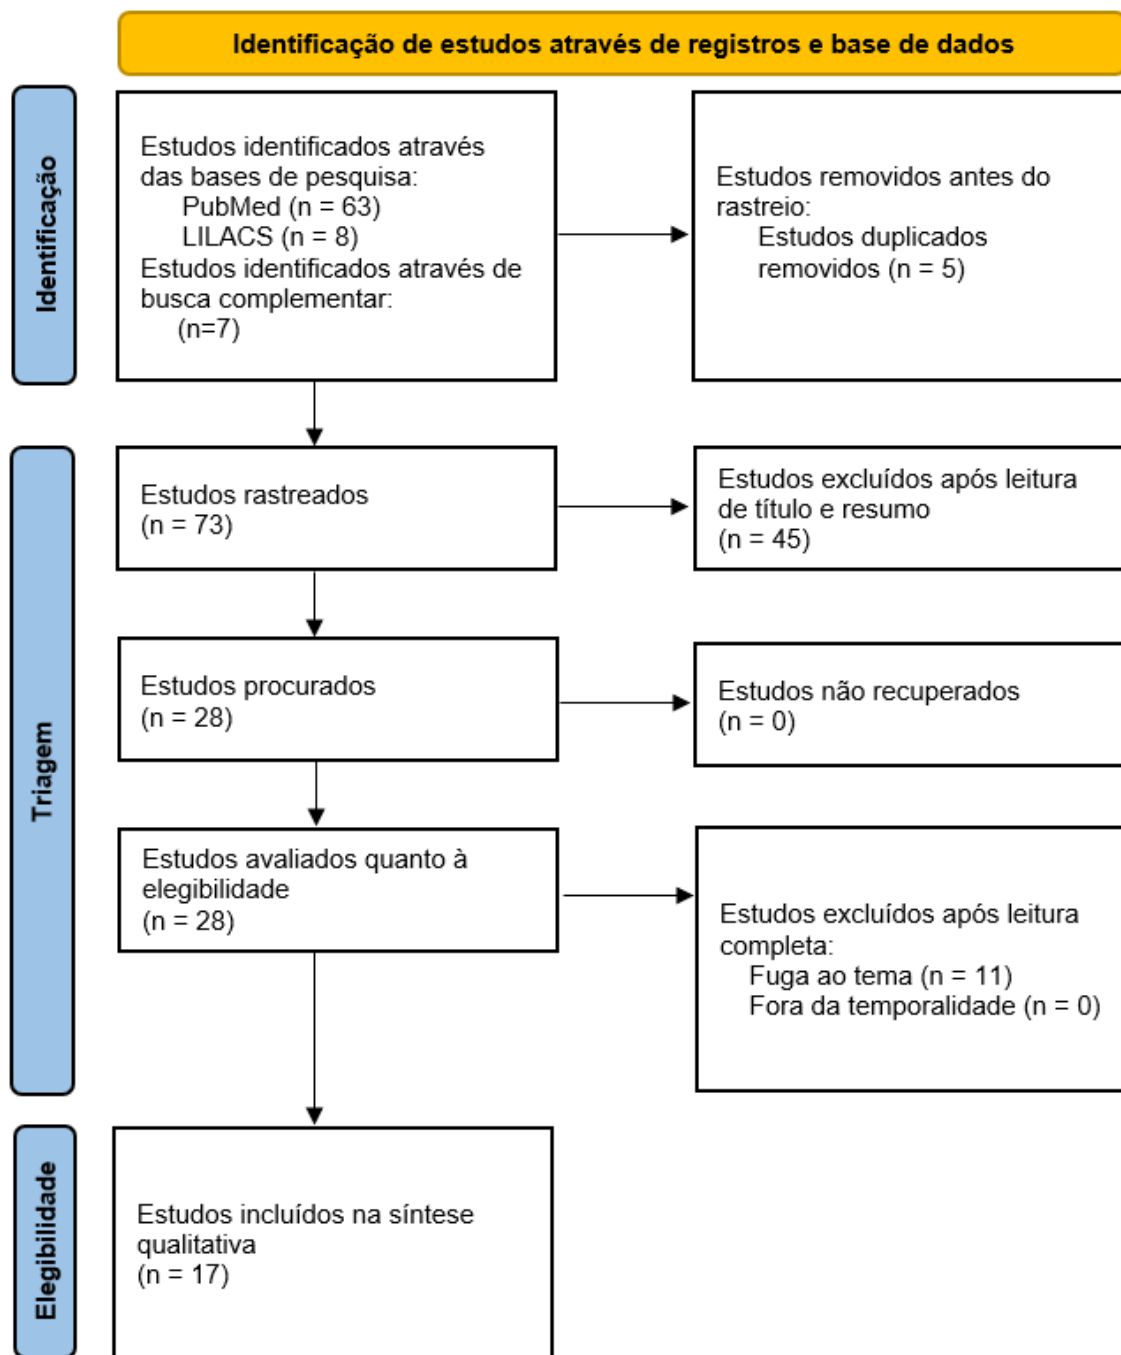 Identificação de estudos através de registros e base de dados
Identificação
Estudos identificados através
das bases de pesquisa:
PubMed (n = 63)
LILACS (n = 8)
Estudos identificados através de
busca complementar:
(n=7)
Estudos removidos antes do
rastreio:
Estudos duplicados
removidos (n = 5)
Triagem
Estudos rastreados
(n = 73)
Estudos excluídos após leitura
de título e resumo
(n = 45)
Estudos procurados
(n = 28)
Estudos não recuperados
(n = 0)
Estudos avaliados quanto à
elegibilidade
(n = 28)
Estudos excluídos após leitura
completa:
Fuga ao tema (n = 11)
Fora da temporalidade (n = 0)
Elegibilidade
Estudos incluídos na síntese
qualitativa
(n = 17)